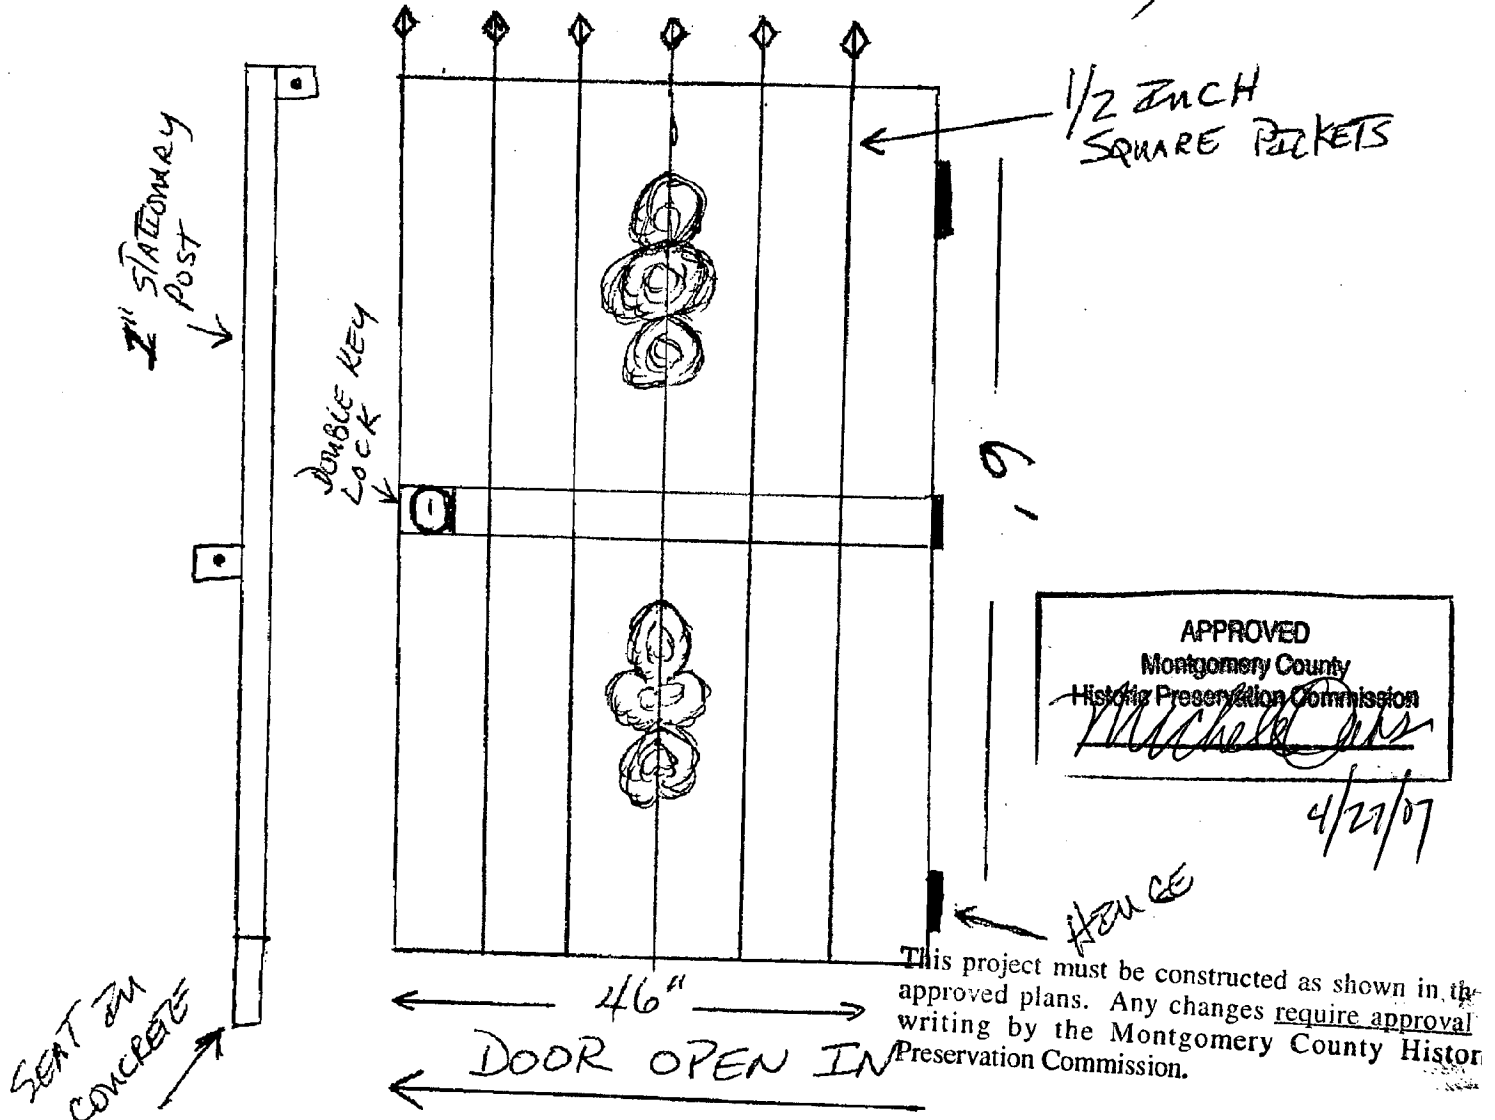 1/2 INCH
SQUARE PICKETS
STATIONARY
POST
DOUBLE KEY
LOCK
6'
APPROVED
Montgomery County
Historic Preservation Commission
4/27/07
HINGE
This project must be constructed as shown in the
approved plans. Any changes require approval
writing by the Montgomery County Histor
Preservation Commission.
46"
DOOR OPEN IN
SEAT IN
CONCRETE